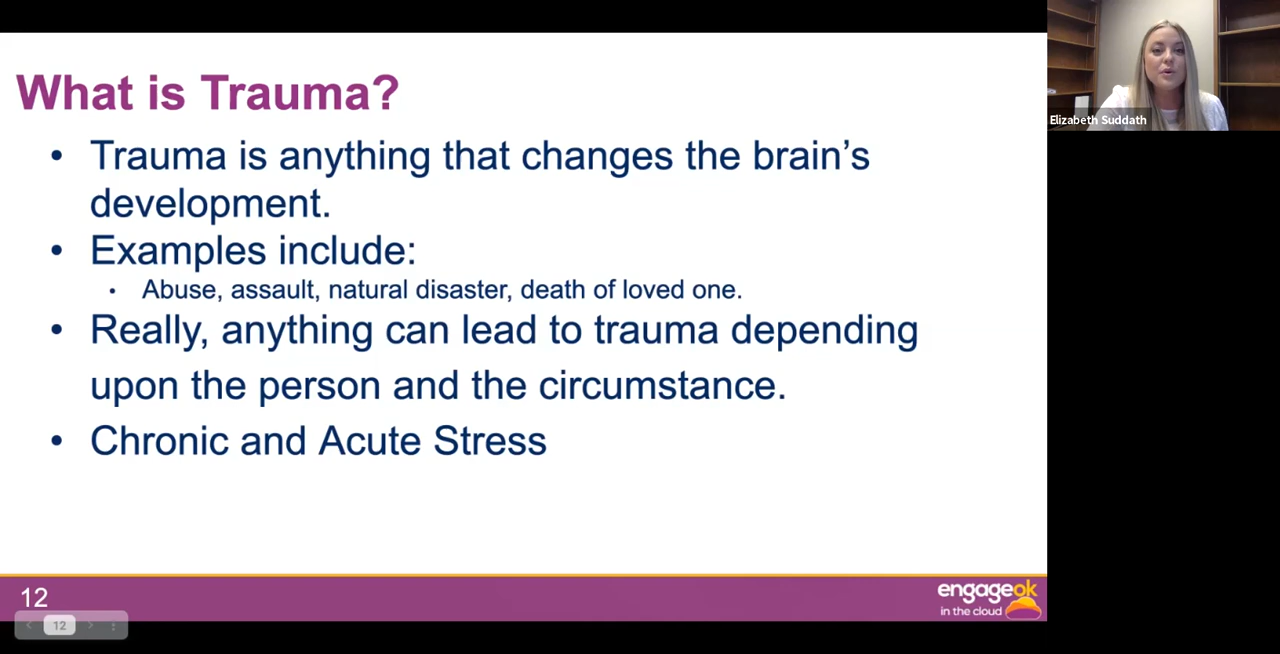 What is Trauma?
• Trauma is anything that changes the brain’s
development.
• Examples include:
• Abuse, assault, natural disaster, death of loved one.
• Really, anything can lead to trauma depending
upon the person and the circumstance.
• Chronic and Acute Stress
12
engageok
in the cloud
12
Elizabeth Suddath